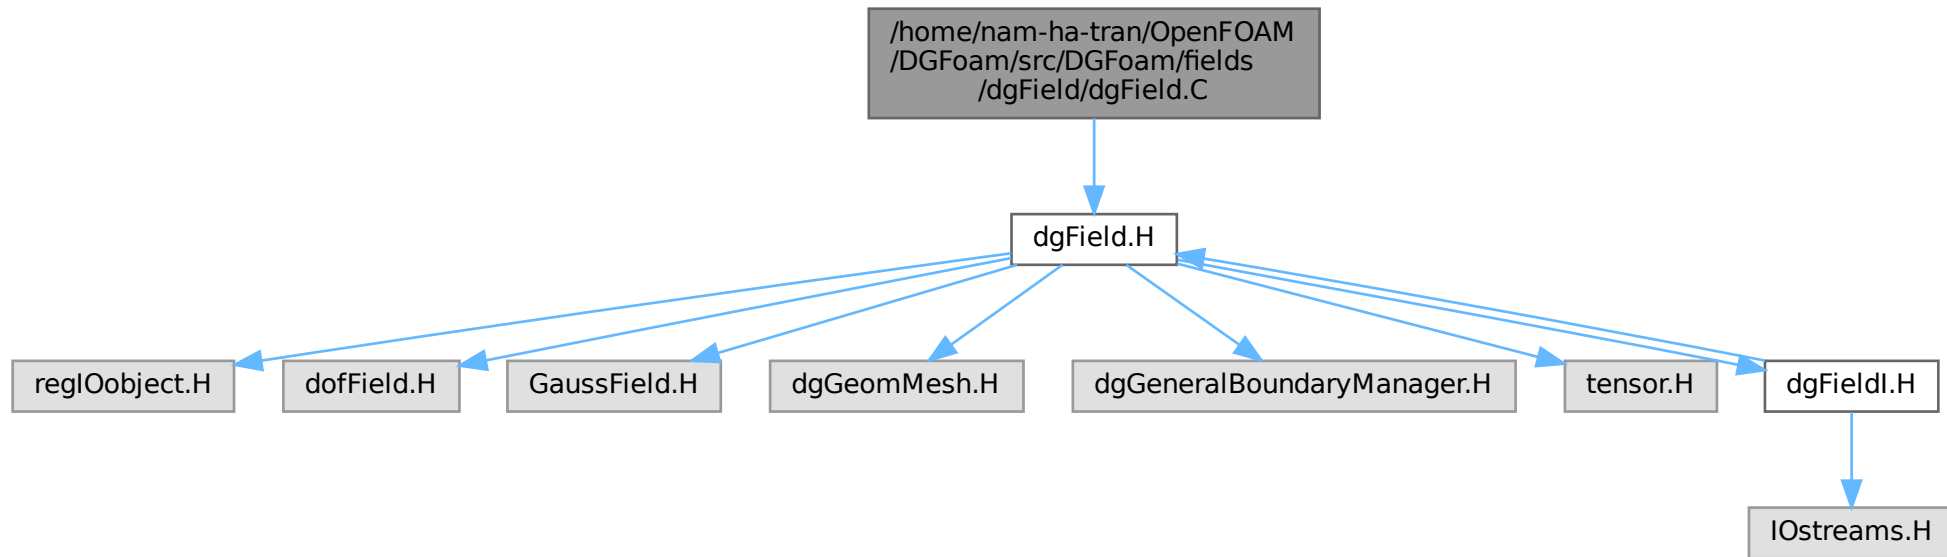 /home/nam-ha-tran/OpenFOAM
/DGFoam/src/DGFoam/fields
/dgField/dgField.C
dgField.H
regIOobject.H
dofField.H
GaussField.H
dgGeomMesh.H
dgGeneralBoundaryManager.H
tensor.H
dgFieldI.H
IOstreams.H